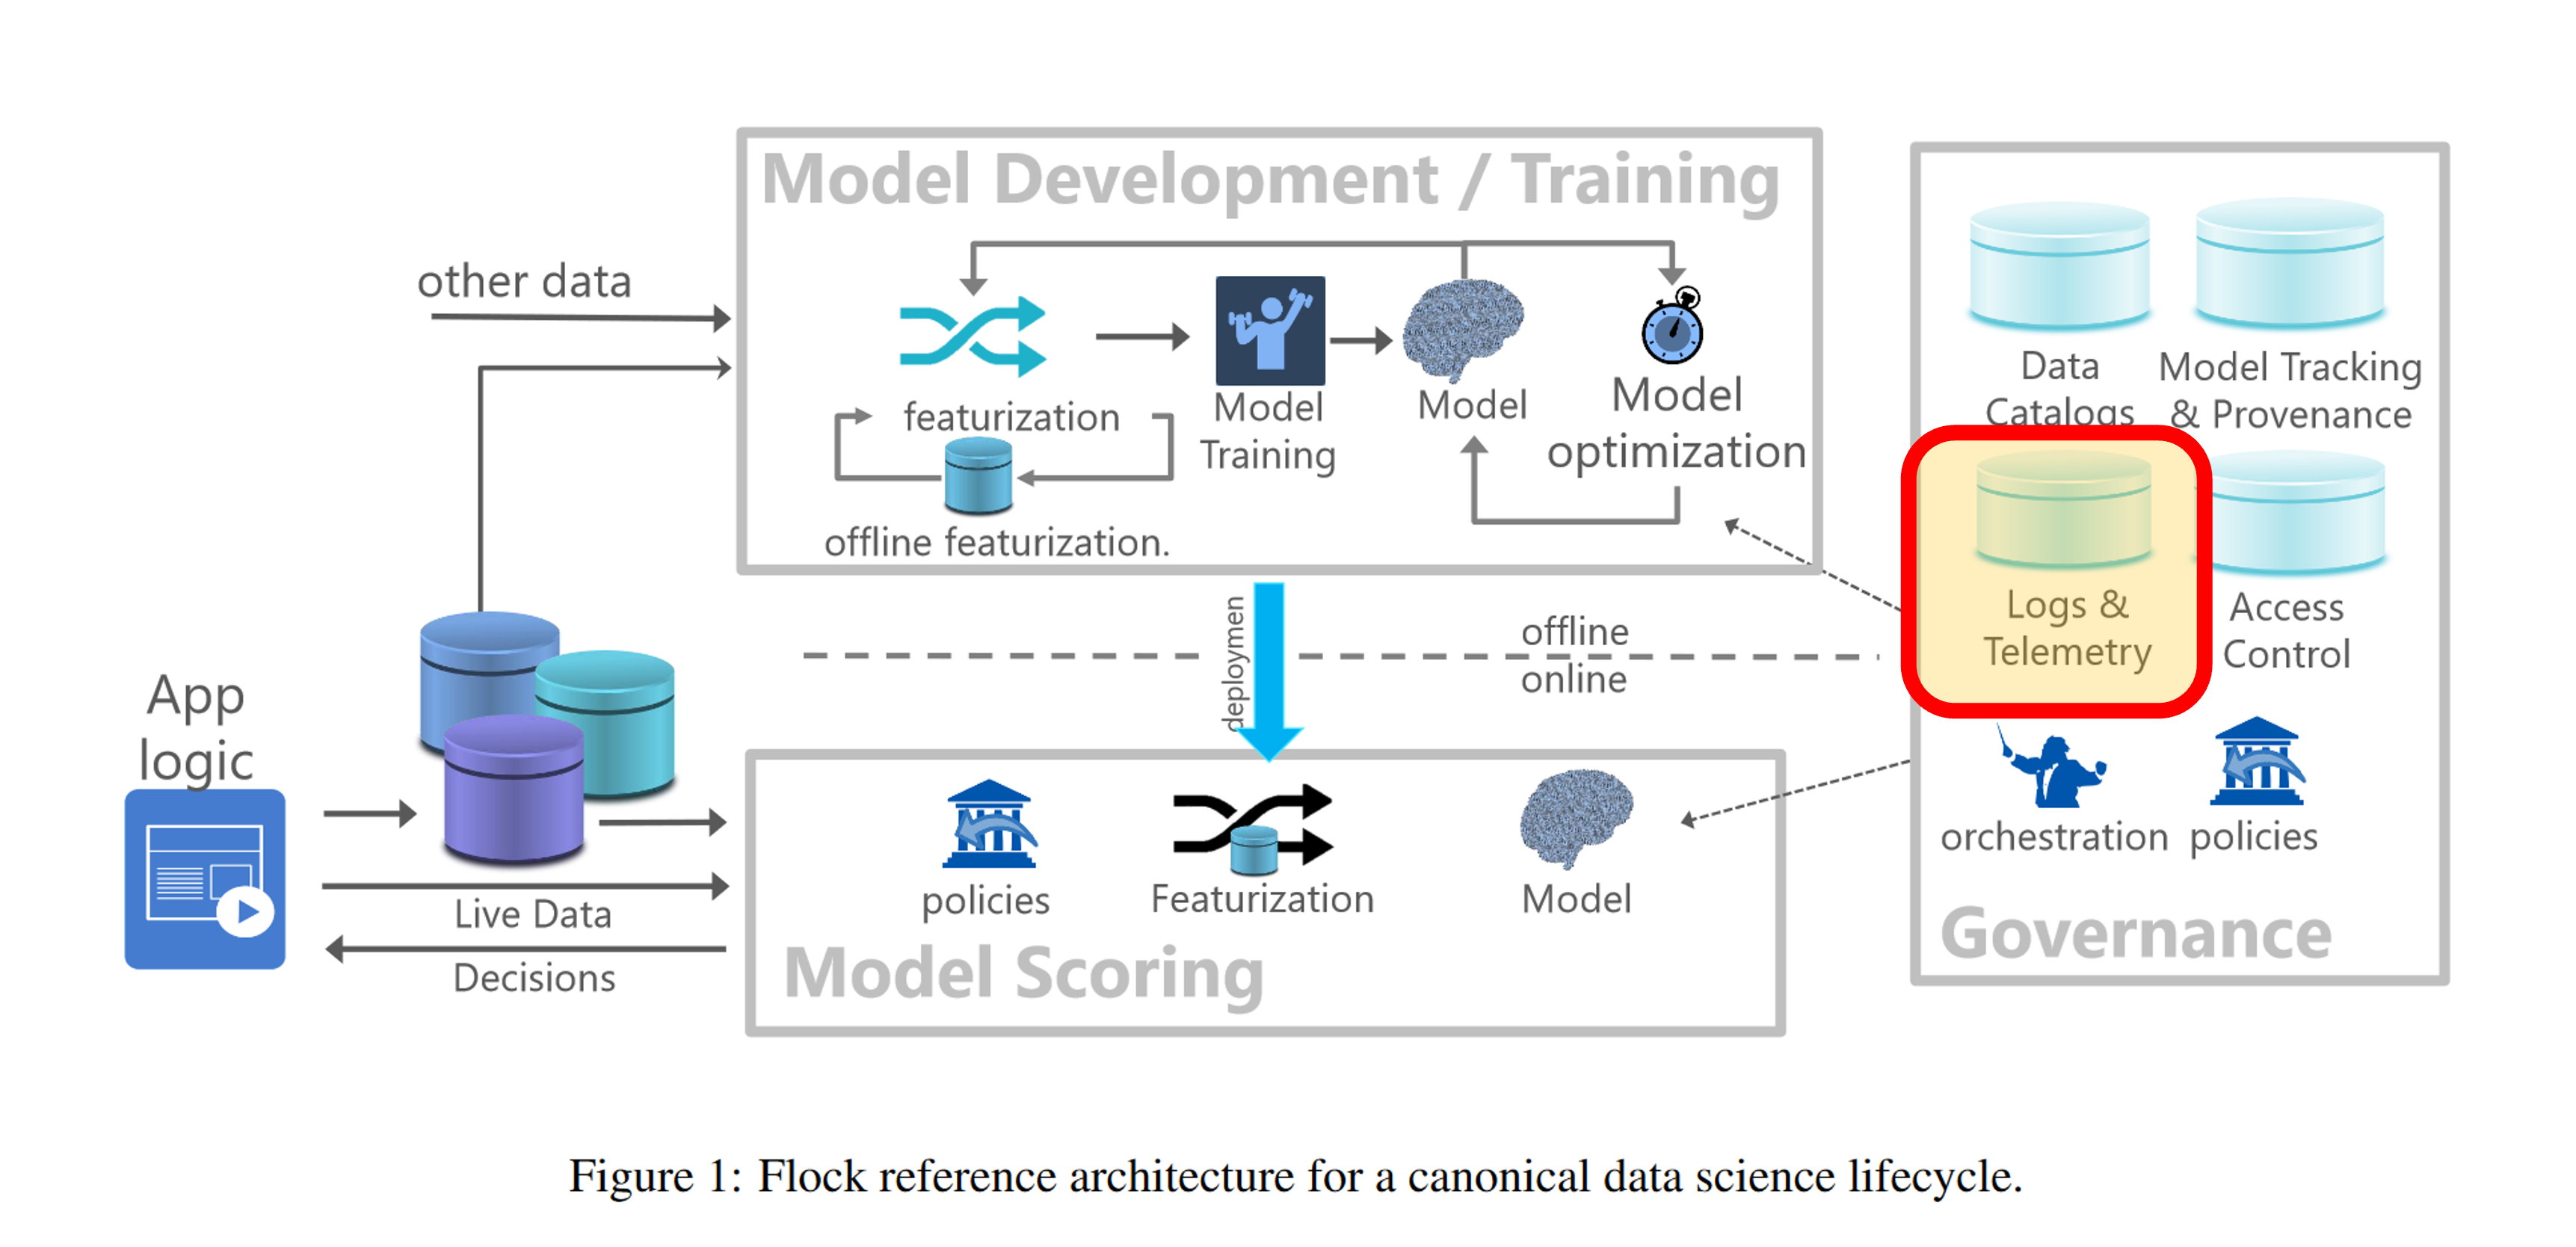 Model Development / Training
other data
featurization
Model
Training
Model
Model
optimization
offline featurization.
deploymen
offline
online
App
logic
Live Data
Decisions
policies
Featurization
Model
Model Scoring
Data
Catalogs
Model Tracking
& Provenance
Logs &
Telemetry
Access
Control
orchestration
policies
Governance
Figure 1: Flock reference architecture for a canonical data science lifecycle.